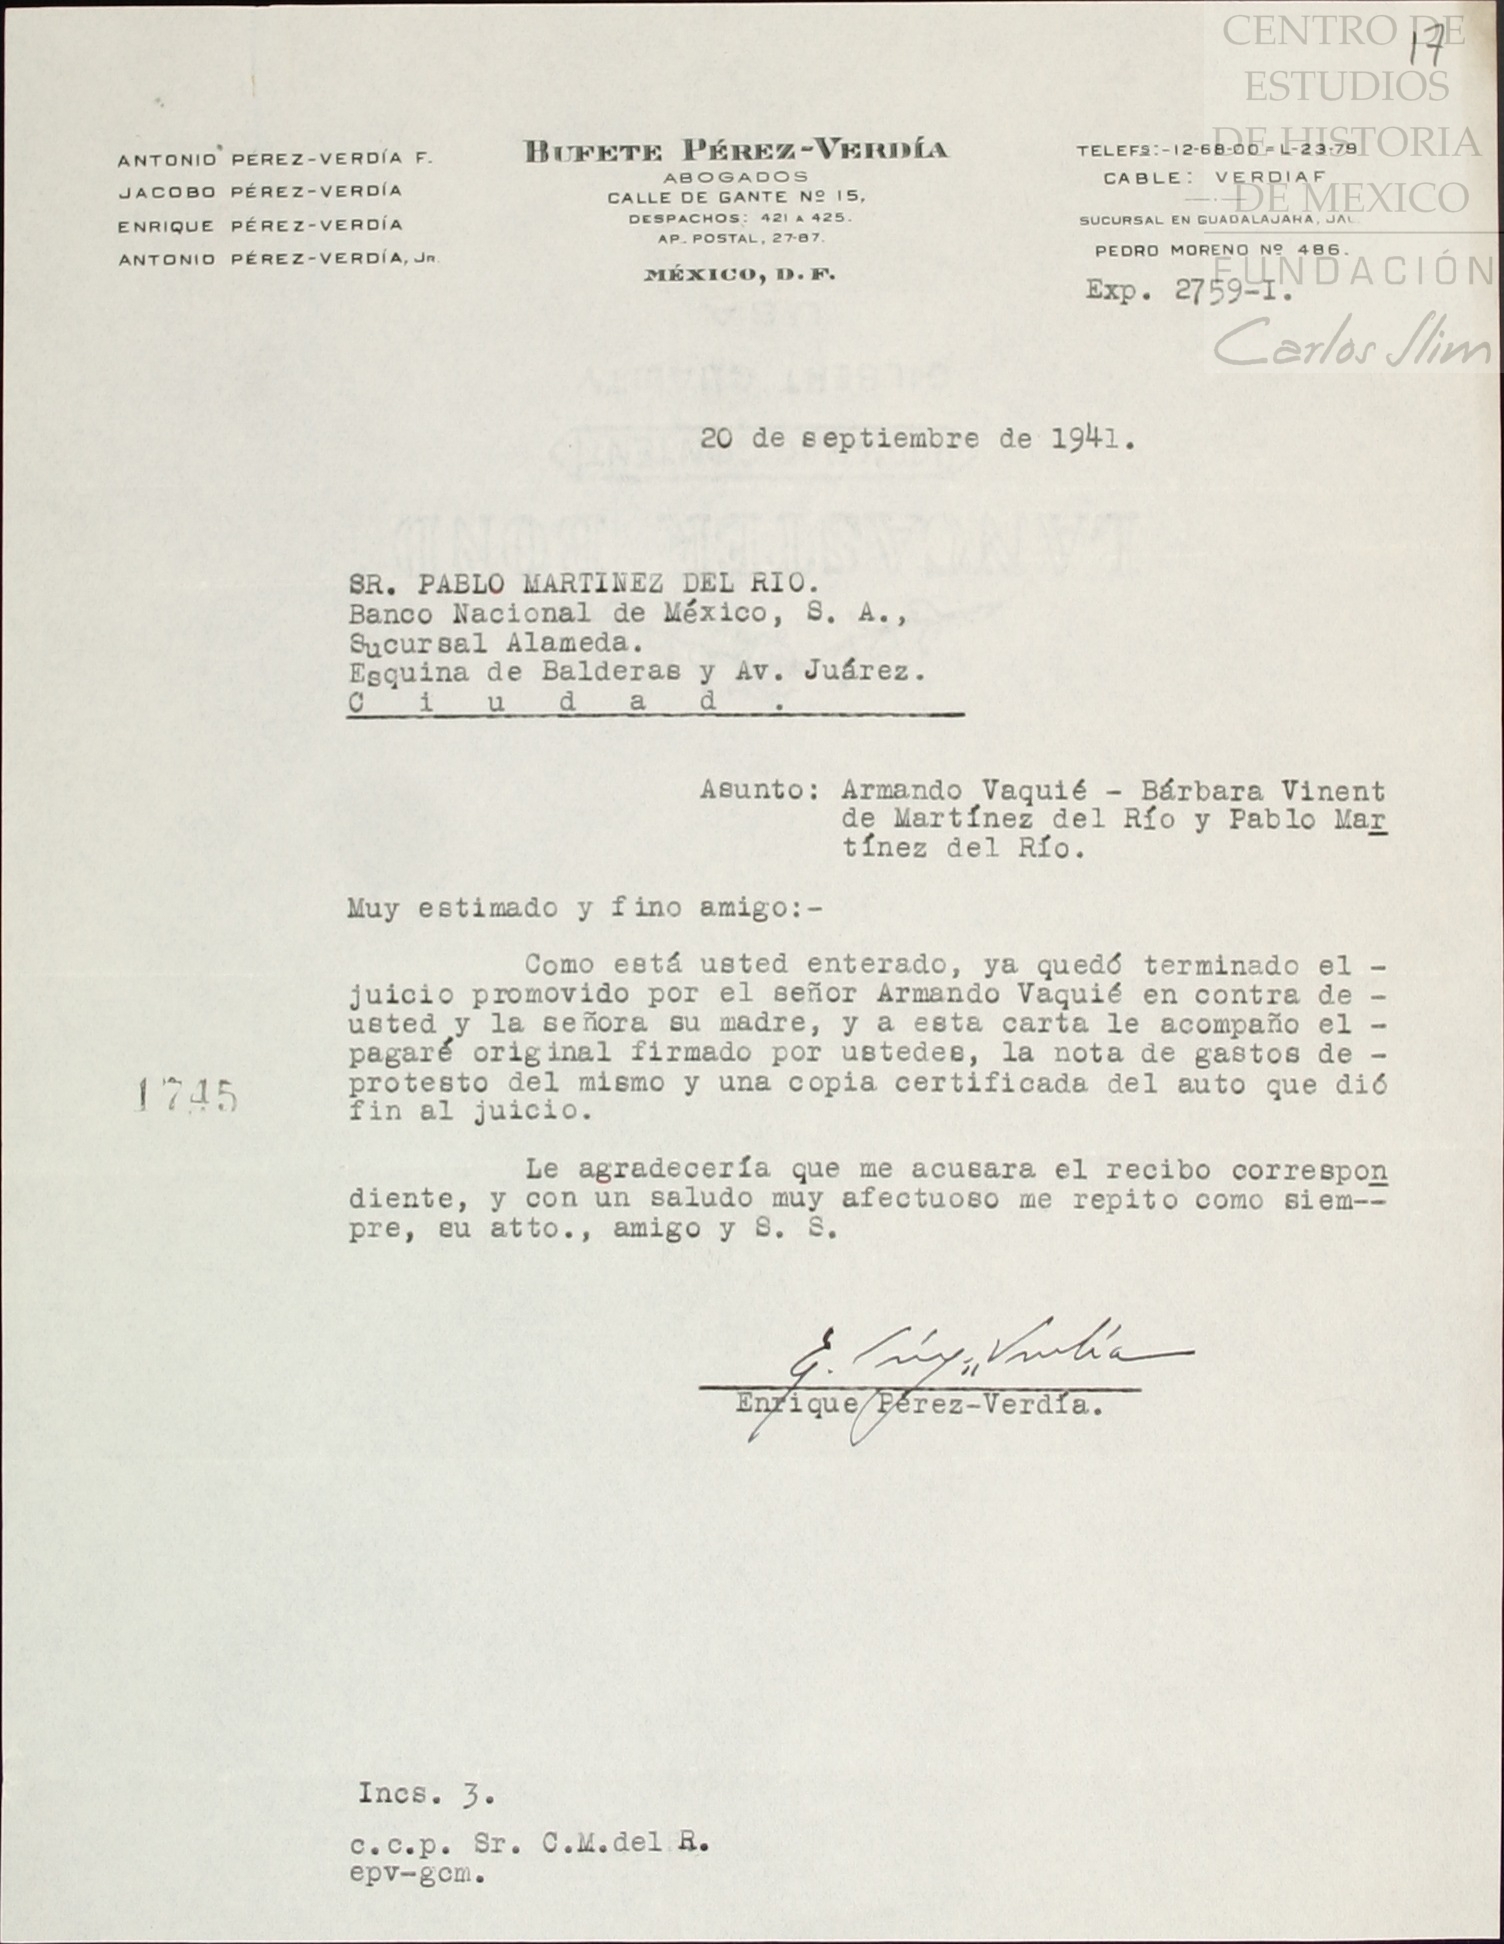 CENTRO DE
ESTUDIOS
DE HISTORIA
DE MEXICO
FUNDACIÓN
Carlos Slim
17
ANTONIO PEREZ-VERDÍA F.
JACOBO PÉREZ-VERDÍA
ENRIQUE PÉREZ-VERDÍA
ANTONIO PÉREZ-VERDÍA, Jr.
BUFETE PÉREZ-VERDÍA
ABOGADOS
CALLE DE GANTE Nº 15,
DESPACHOS: 421 A 425.
AP. POSTAL, 27-87.
MÉXICO, D. F.
TELEFS:-12-68-00-L-23-79
CABLE: VERDIAF
SUCURSAL EN GUADALAJARA, JAL.
PEDRO MORENO Nº 486.
Exp. 2759-I.
20 de septiembre de 1941.
SR. PABLO MARTINEZ DEL RIO.
Banco Nacional de México, S. A.,
Sucursal Alameda.
Esquina de Balderas y Av. Juárez.
C i u d a d .
Asunto: Armando Vaquié - Bárbara Vinent
de Martínez del Río y Pablo Mar
tínez del Río.
Muy estimado y fino amigo:-
Como está usted enterado, ya quedó terminado el -
juicio promovido por el señor Armando Vaquié en contra de -
usted y la señora su madre, y a esta carta le acompaño el -
pagaré original firmado por ustedes, la nota de gastos de -
protesto del mismo y una copia certificada del auto que dió
fin al juicio.
1745
Le agradecería que me acusara el recibo correspon
diente, y con un saludo muy afectuoso me repito como siem--
pre, su atto., amigo y S. S.
E. Pérez-Verdía
Enrique Pérez-Verdía.
Incs. 3.
c.c.p. Sr. C.M.del R.
epv-gcm.